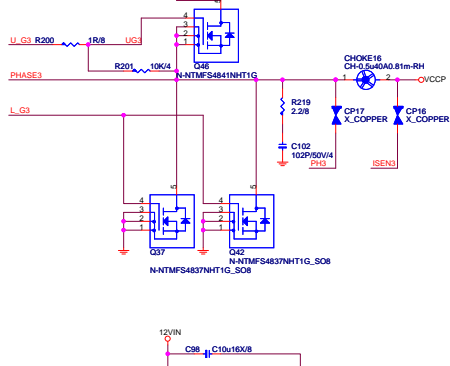 4
3
2
1
U_G3
R200
1R/8
UG3
R201
10K/4
Q46
N-NTMFS4841NHT1G
PHASE3
CHOKE16
CH-0.5u40A0.81m-RH
1
2
VCCP
R219
2.2/8
CP17
X_COPPER
CP16
X_COPPER
L_G3
C102
102P/50V/4
PH3
ISEN3
5
5
4
3
2
1
4
3
2
1
Q37
N-NTMFS4837NHT1G_SO8
Q42
N-NTMFS4837NHT1G_SO8
12VIN
C98
C10u16X/8